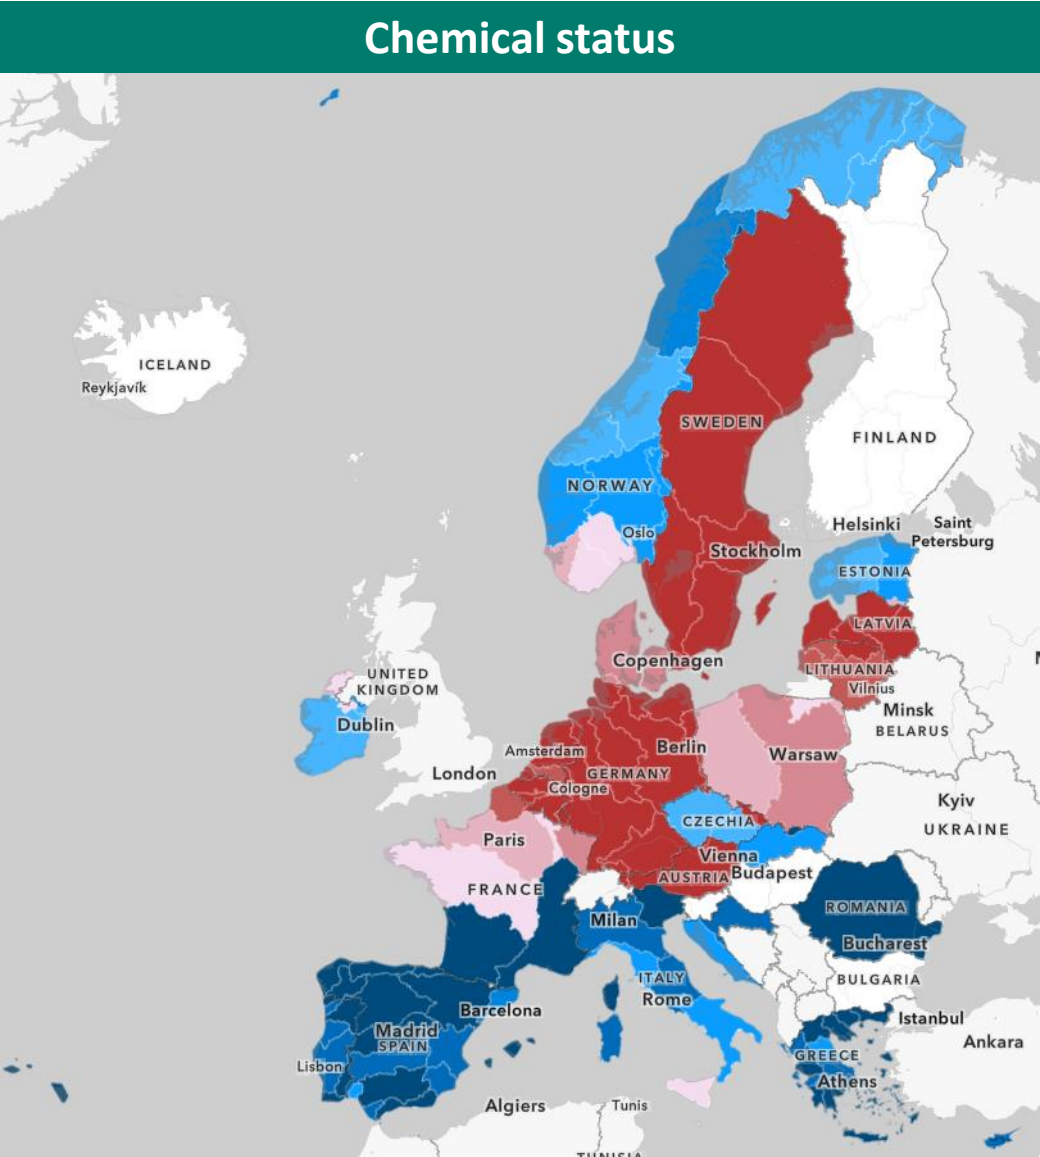 Chemical status
ICELAND
Reykjavík
SWEDEN
FINLAND
NORWAY
Oslo
Helsinki
Saint
Petersburg
Stockholm
ESTONIA
LATVIA
Copenhagen
LITHUANIA
Vilnius
UNITED
KINGDOM
Minsk
BELARUS
Dublin
Amsterdam
Berlin
Warsaw
London
GERMANY
Cologne
Kyiv
UKRAINE
CZECHIA
Paris
Vienna
Budapest
AUSTRIA
FRANCE
ROMANIA
Milan
Bucharest
ITALY
BULGARIA
Rome
Barcelona
Istanbul
Madrid
SPAIN
Ankara
GREECE
Lisbon
Athens
Algiers
Tunis
TUNISIA